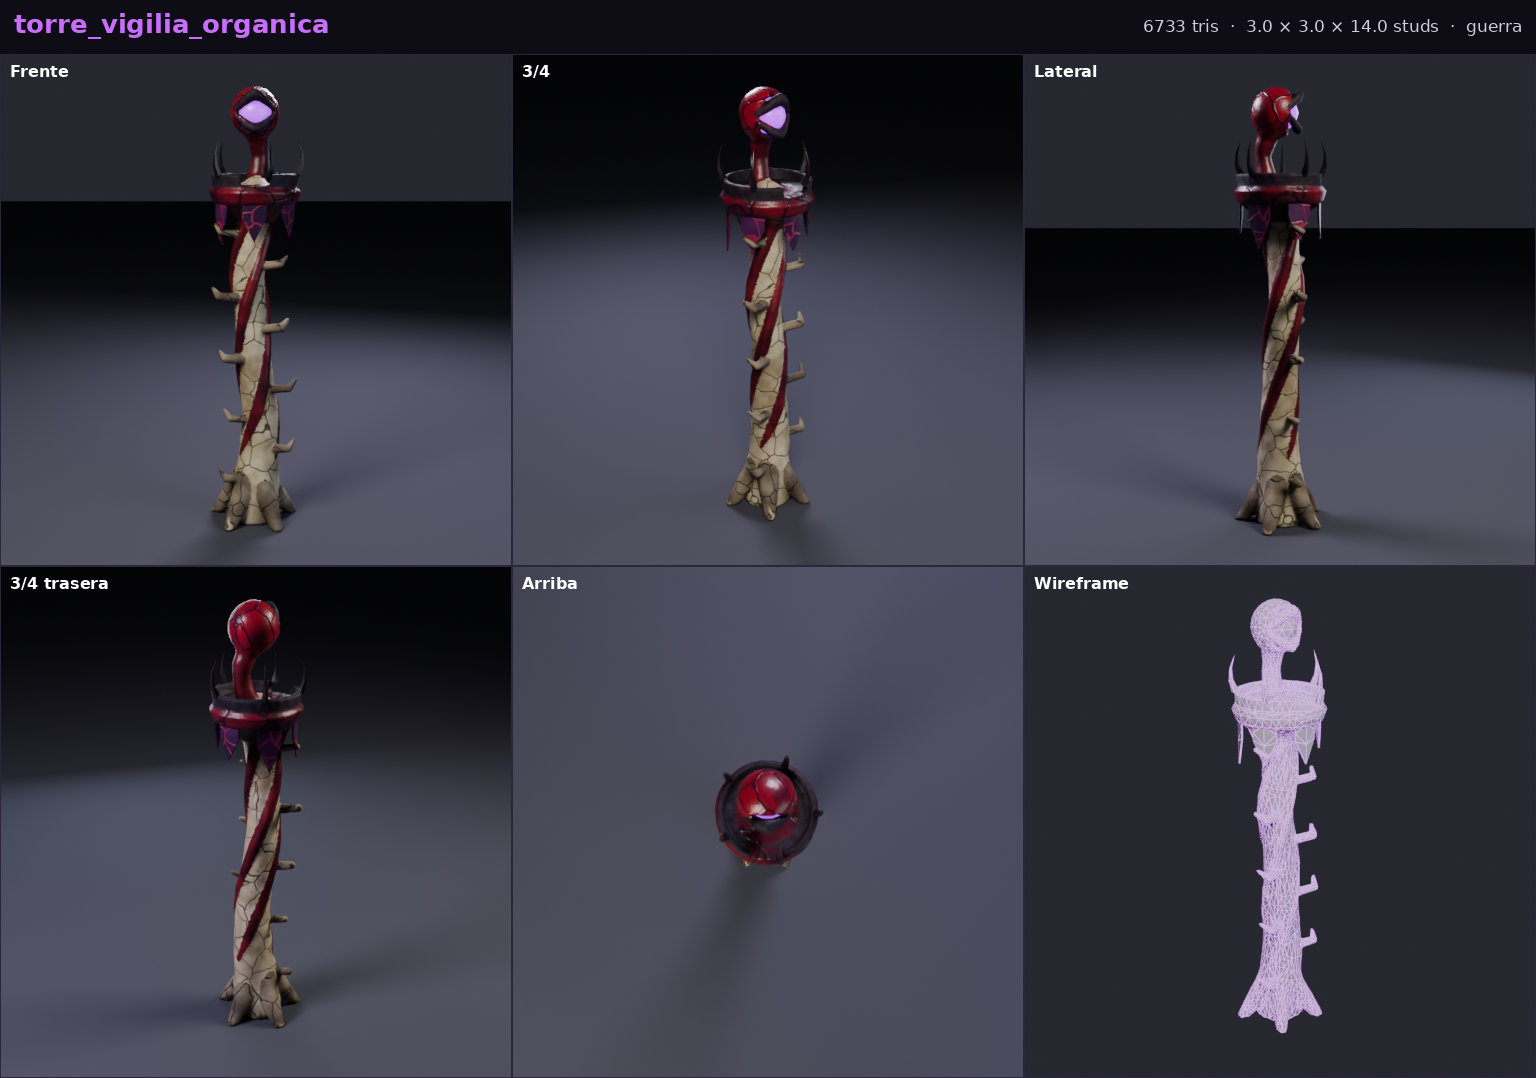 torre_vigilia_organica
6733 tris · 3.0 × 3.0 × 14.0 studs · guerra
Frente
3/4
Lateral
3/4 trasera
Arriba
Wireframe